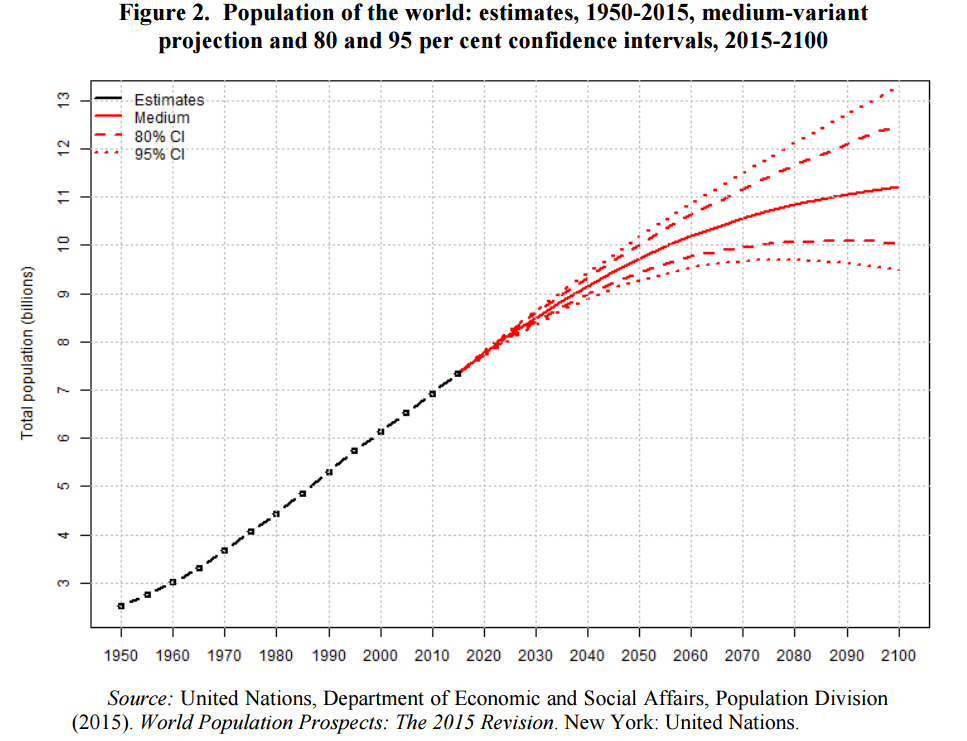 Figure 2. Population of the world: estimates, 1950-2015, medium-variant
projection and 80 and 95 per cent confidence intervals, 2015-2100
Estimates
Medium
80% CI
95% CI
Total population (billions)
13
12
11
10
9
8
7
6
5
4
3
1950 1960 1970 1980 1990 2000 2010 2020 2030 2040 2050 2060 2070 2080 2090 2100
Source: United Nations, Department of Economic and Social Affairs, Population Division
(2015). World Population Prospects: The 2015 Revision. New York: United Nations.